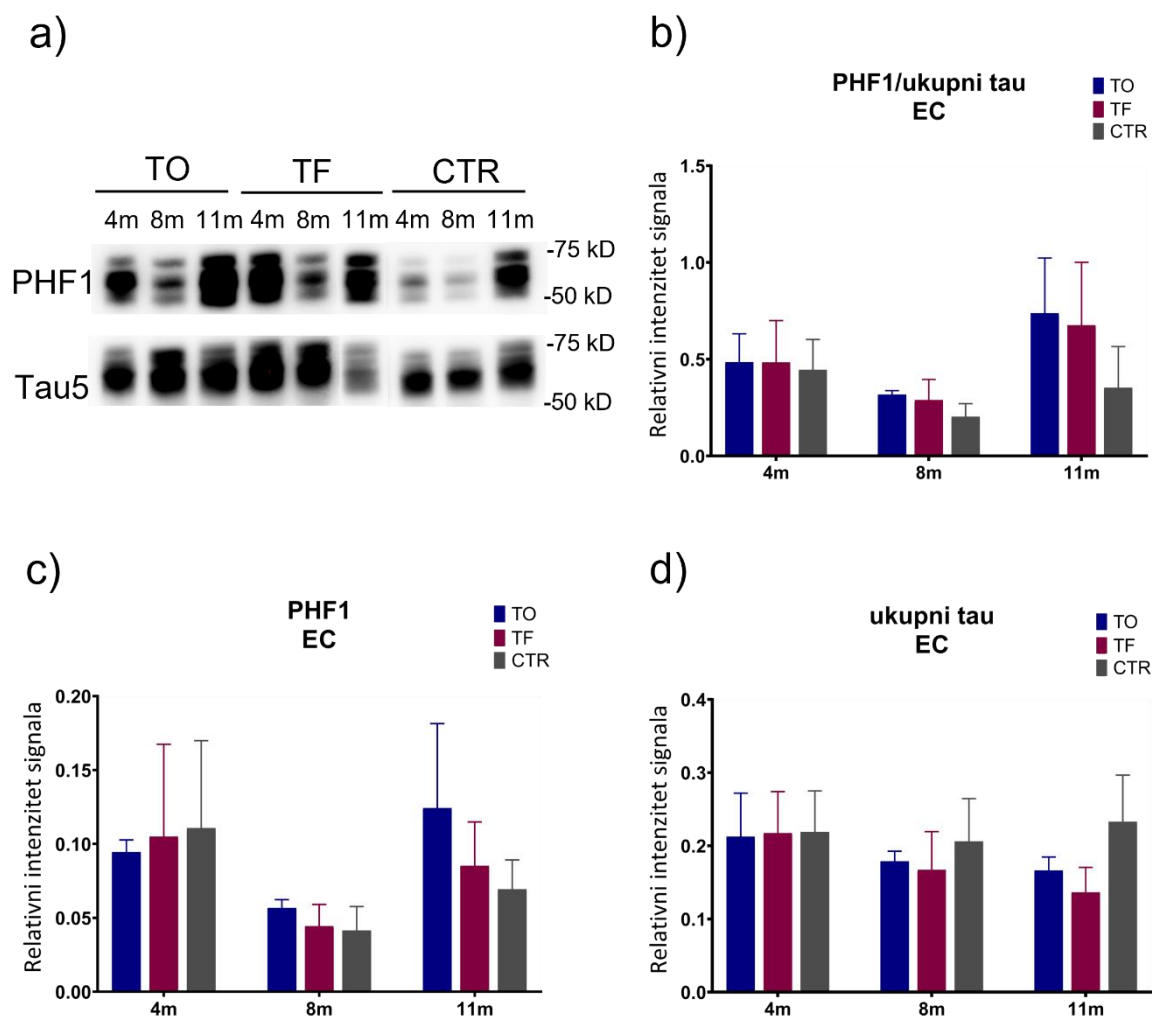 a)
TO TF CTR
4m 8m 11m 4m 8m 11m 4m 8m 11m
PHF1
-75 kD
-50 kD
Tau5
-75 kD
-50 kD
b)
PHF1/ukupni tau
EC
TO
TF
CTR
Relativni intenzitet signala
1.5
1.0
0.5
0.0
4m 8m 11m
c)
PHF1
EC
TO
TF
CTR
Relativni intenzitet signala
0.20
0.15
0.10
0.05
0.00
4m 8m 11m
d)
ukupni tau
EC
TO
TF
CTR
Relativni intenzitet signala
0.4
0.3
0.2
0.1
0.0
4m 8m 11m